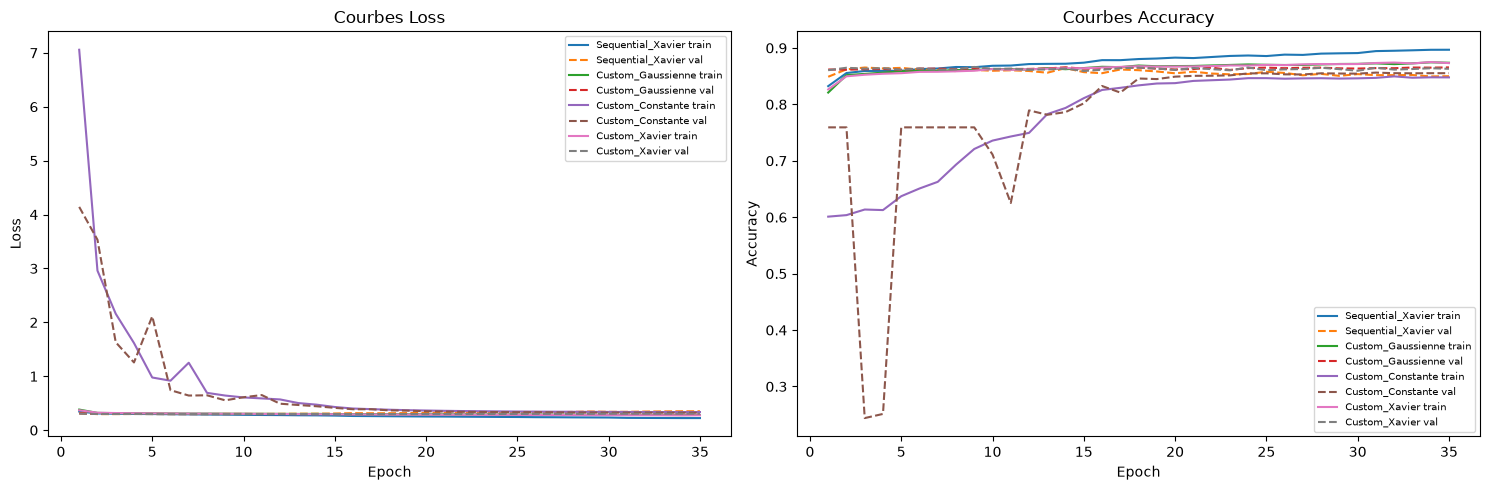 Courbes Loss
7
6
5
4
3
2
1
0
Loss
0 5 10 15 20 25 30 35
Epoch
Sequential_Xavier train
Sequential_Xavier val
Custom_Gaussienne train
Custom_Gaussienne val
Custom_Constante train
Custom_Constante val
Custom_Xavier train
Custom_Xavier val
Courbes Accuracy
0.9
0.8
0.7
0.6
0.5
0.4
0.3
Accuracy
0 5 10 15 20 25 30 35
Epoch
Sequential_Xavier train
Sequential_Xavier val
Custom_Gaussienne train
Custom_Gaussienne val
Custom_Constante train
Custom_Constante val
Custom_Xavier train
Custom_Xavier val